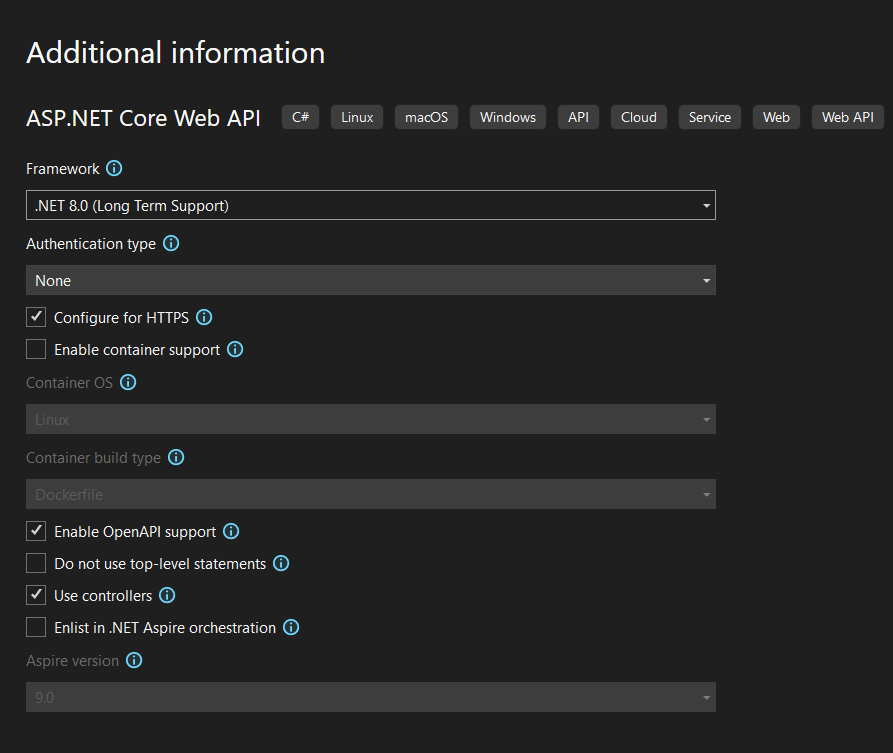 Additional information
ASP.NET Core Web API C# Linux macOS Windows API Cloud Service Web Web API
Framework
.NET 8.0 (Long Term Support)
Authentication type
None
Configure for HTTPS
Enable container support
Container OS
Linux
Container build type
Dockerfile
Enable OpenAPI support
Do not use top-level statements
Use controllers
Enlist in .NET Aspire orchestration
Aspire version
9.0